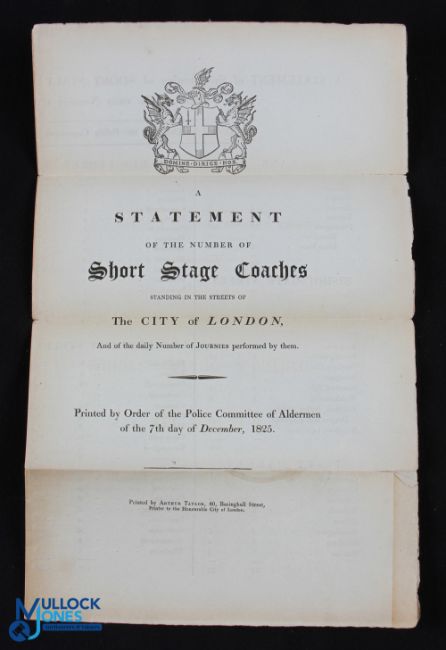 DOMINE · DIRIGE · NOS
A
STATEMENT
OF THE NUMBER OF
Short Stage Coaches
STANDING IN THE STREETS OF
The CITY of LONDON,
And of the daily Number of JOURNIES performed by them.
Printed by Order of the Police Committee of Aldermen
of the 7th day of December, 1825.
Printed by ARTHUR TAYLOR, 40, Basinghall Street,
Printer to the Honourable City of London.
MULLOCK
JONES